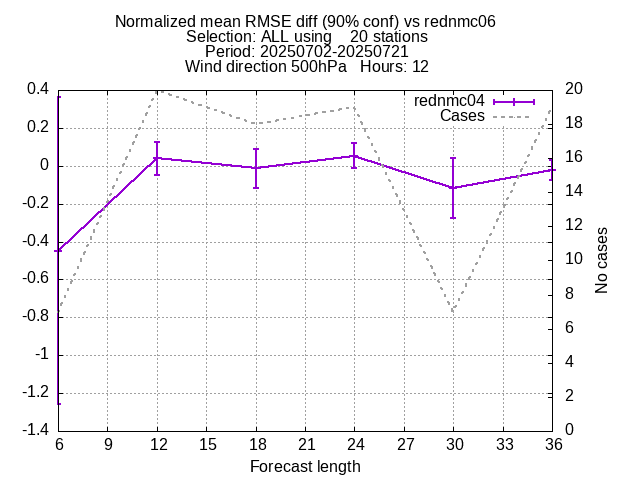 Normalized mean RMSE diff (90% conf) vs rednmc06
Selection: ALL using    20 stations
Period: 20250702-20250721
Wind direction 500hPa   Hours: 12
rednmc04
Cases
0.4
0.2
0
-0.2
-0.4
-0.6
-0.8
-1
-1.2
-1.4
20
18
16
14
12
10
8
6
4
2
0
No cases
6 9 12 15 18 21 24 27 30 33 36
Forecast length